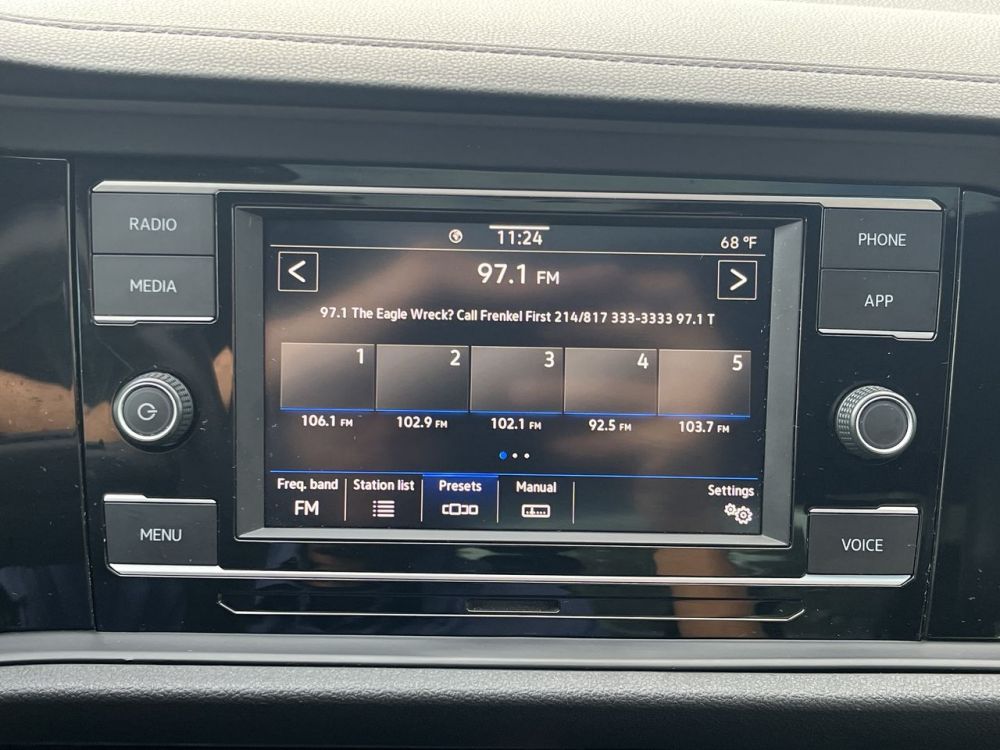 RADIO
MEDIA
MENU
11:24
68 °F
<
97.1 FM
>
97.1 The Eagle Wreck? Call Frenkel First 214/817 333-3333 97.1 T
1 2 3 4 5
106.1 FM 102.9 FM 102.1 FM 92.5 FM 103.7 FM
Freq. band Station list Presets Manual Settings
FM
PHONE
APP
VOICE